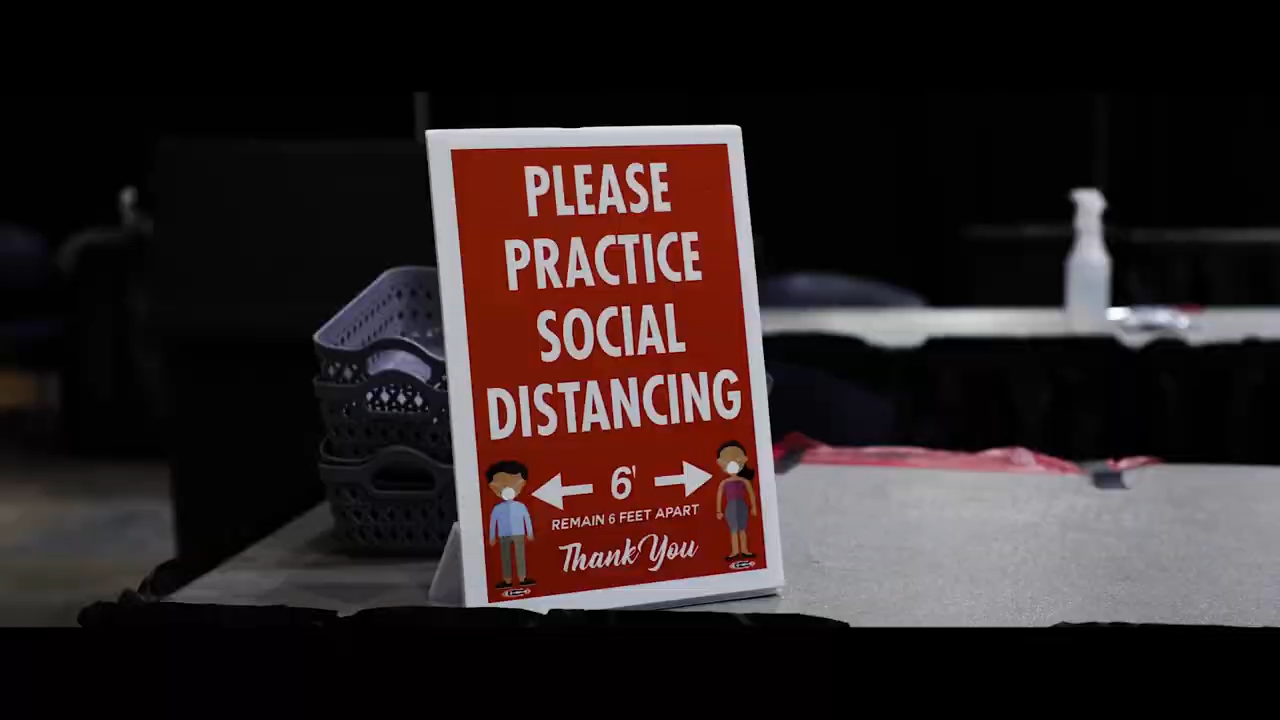 PLEASE
PRACTICE
SOCIAL
DISTANCING
6'
REMAIN 6 FEET APART
Thank You